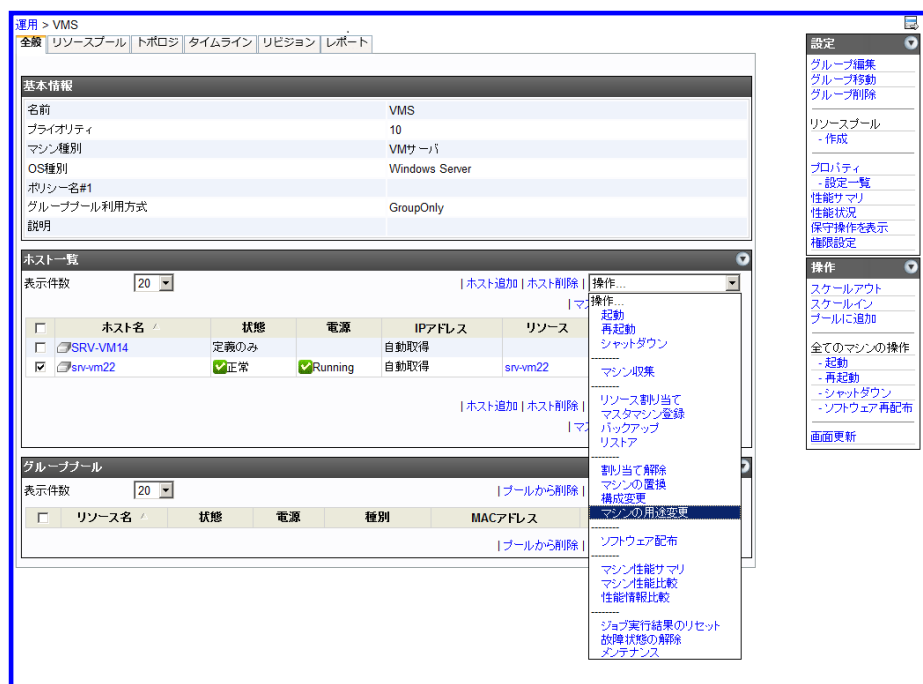 運用 > VMS
全般 リソースプール トポロジ タイムライン リビジョン レポート
基本情報
名前 VMS
プライオリティ 10
マシン種別 VMサーバ
OS種別 Windows Server
ポリシー名#1
グループプール利用方式 GroupOnly
説明
ホスト一覧
表示件数 20 | ホスト追加 | ホスト削除 | 操作...
ホスト名 状態 電源 IPアドレス リソース
SRV-VM14 定義のみ 自動取得
srv-vm22 正常 Running 自動取得 srv-vm22
| ホスト追加 | ホスト削除 |
グループプール
表示件数 20 | プールから削除 |
リソース名 状態 電源 種別 MACアドレス
| プールから削除 |
操作...
起動
再起動
シャットダウン
--------
マシン収集
--------
リソース割り当て
マスタマシン登録
バックアップ
リストア
--------
割り当て解除
マシンの置換
構成変更
マシンの用途変更
--------
ソフトウェア配布
--------
マシン性能サマリ
マシン性能比較
性能情報比較
--------
ジョブ実行結果のリセット
故障状態の解除
メンテナンス
設定
グループ編集
グループ移動
グループ削除
リソースプール
- 作成
プロパティ
- 設定一覧
性能サマリ
性能状況
保守操作を表示
権限設定
操作
スケールアウト
スケールイン
プールに追加
全てのマシンの操作
- 起動
- 再起動
- シャットダウン
- ソフトウェア再配布
画面更新